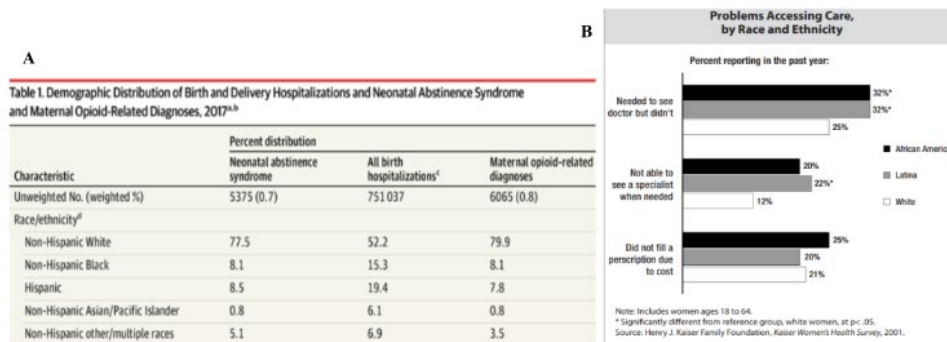 A
Table 1. Demographic Distribution of Birth and Delivery Hospitalizations and Neonatal Abstinence Syndrome
and Maternal Opioid-Related Diagnoses, 2017a,b
Percent distribution
Characteristic Neonatal abstinence syndrome All birth hospitalizationsc Maternal opioid-related diagnoses
Unweighted No. (weighted %) 5375 (0.7) 751 037 6065 (0.8)
Race/ethnicityd
Non-Hispanic White 77.5 52.2 79.9
Non-Hispanic Black 8.1 15.3 8.1
Hispanic 8.5 19.4 7.8
Non-Hispanic Asian/Pacific Islander 0.8 6.1 0.8
Non-Hispanic other/multiple races 5.1 6.9 3.5
B
Problems Accessing Care,
by Race and Ethnicity
Percent reporting in the past year:
Needed to see
doctor but didn't
32%*
32%*
25%
Not able to
see a specialist
when needed
20%
22%*
12%
Did not fill a
perscription due
to cost
25%
20%
21%
African Americ
Latina
White
Note: Includes women ages 18 to 64.
* Significantly different from reference group, white women, at p< .05.
Source: Henry J. Kaiser Family Foundation, Kaiser Women's Health Survey, 2001.